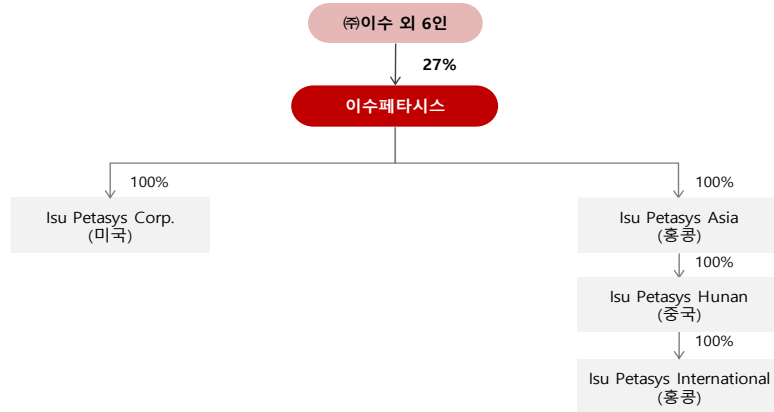 ㈜이수 외 6인
27%
이수페타시스
100%
100%
Isu Petasys Corp.
(미국)
Isu Petasys Asia
(홍콩)
100%
Isu Petasys Hunan
(중국)
100%
Isu Petasys International
(홍콩)